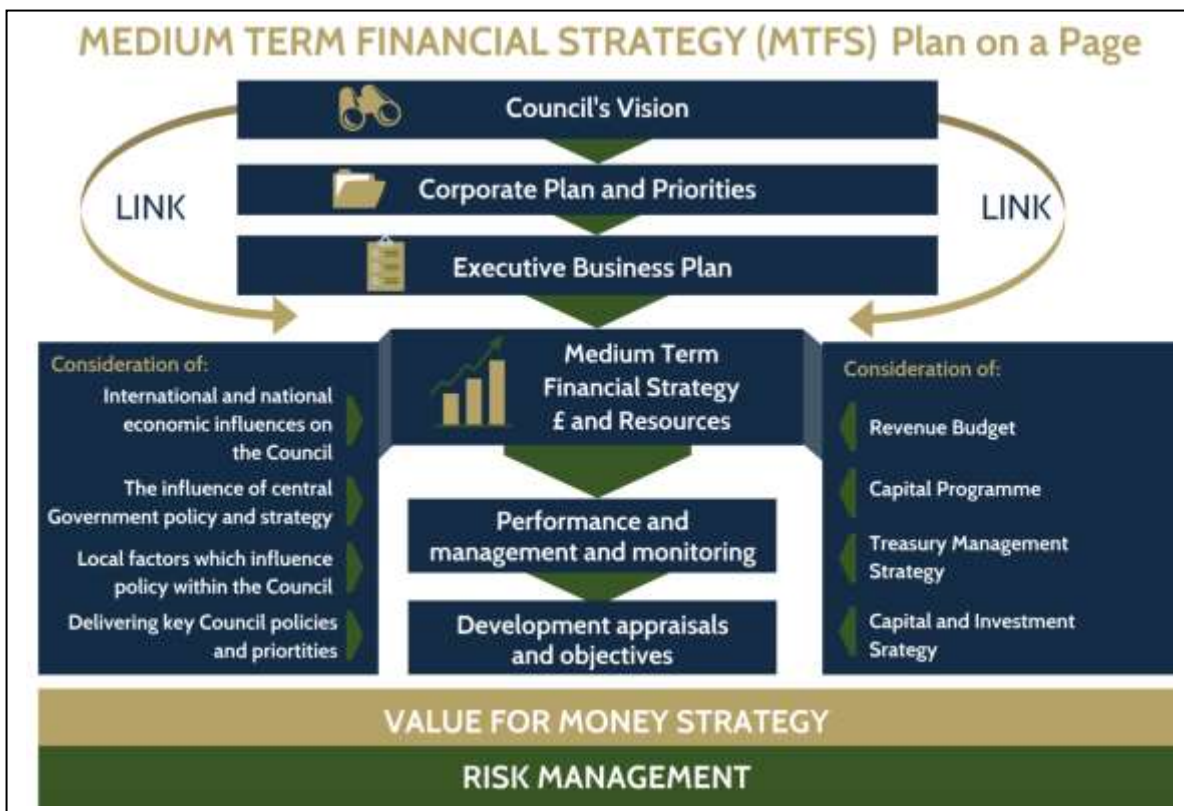 MEDIUM TERM FINANCIAL STRATEGY (MTFS) Plan on a Page
Council's Vision
LINK
LINK
Corporate Plan and Priorities
Executive Business Plan
Medium Term
Financial Strategy
£ and Resources
Consideration of:
International and national
economic influences on
the Council
The influence of central
Government policy and strategy
Local factors which influence
policy within the Council
Delivering key Council policies
and priortities
Performance and
management and monitoring
Development appraisals
and objectives
Consideration of:
Revenue Budget
Capital Programme
Treasury Management
Strategy
Capital and Investment
Srategy
VALUE FOR MONEY STRATEGY
RISK MANAGEMENT